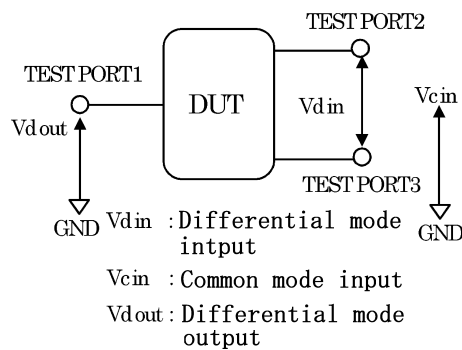 TEST PORT2
TEST PORT1
DUT
Vdin
Vcin
Vdout
TEST PORT3
GND
GND
Vdin : Differential mode
intput
Vcin : Common mode input
Vdout : Differential mode
output